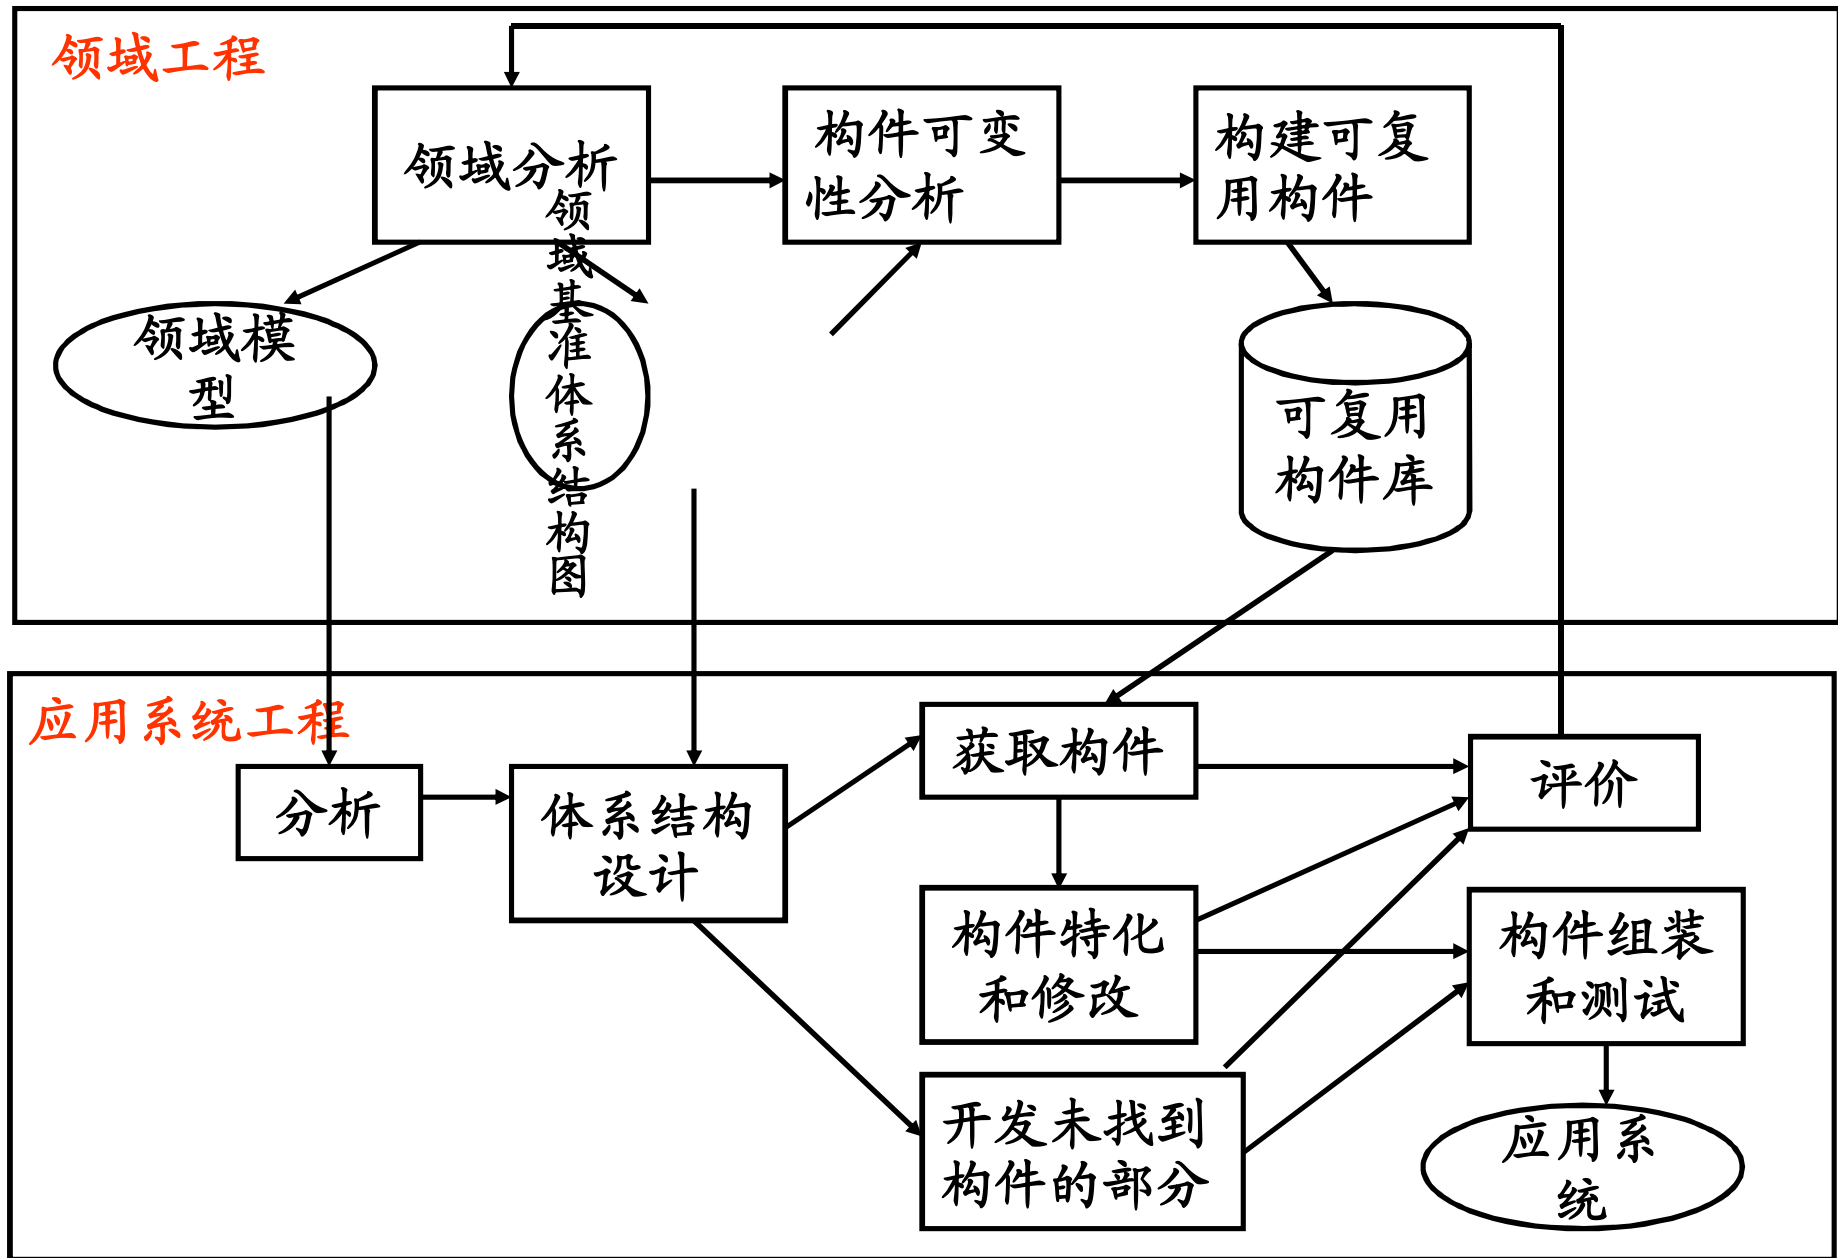 领域工程
领域分析
构件可变
性分析
构建可复
用构件
领域模
型
领
域
基
准
体
系
结
构
图
可复用
构件库
应用系统工程
分析
体系结构
设计
获取构件
评价
构件特化
和修改
构件组装
和测试
开发未找到
构件的部分
应用系
统